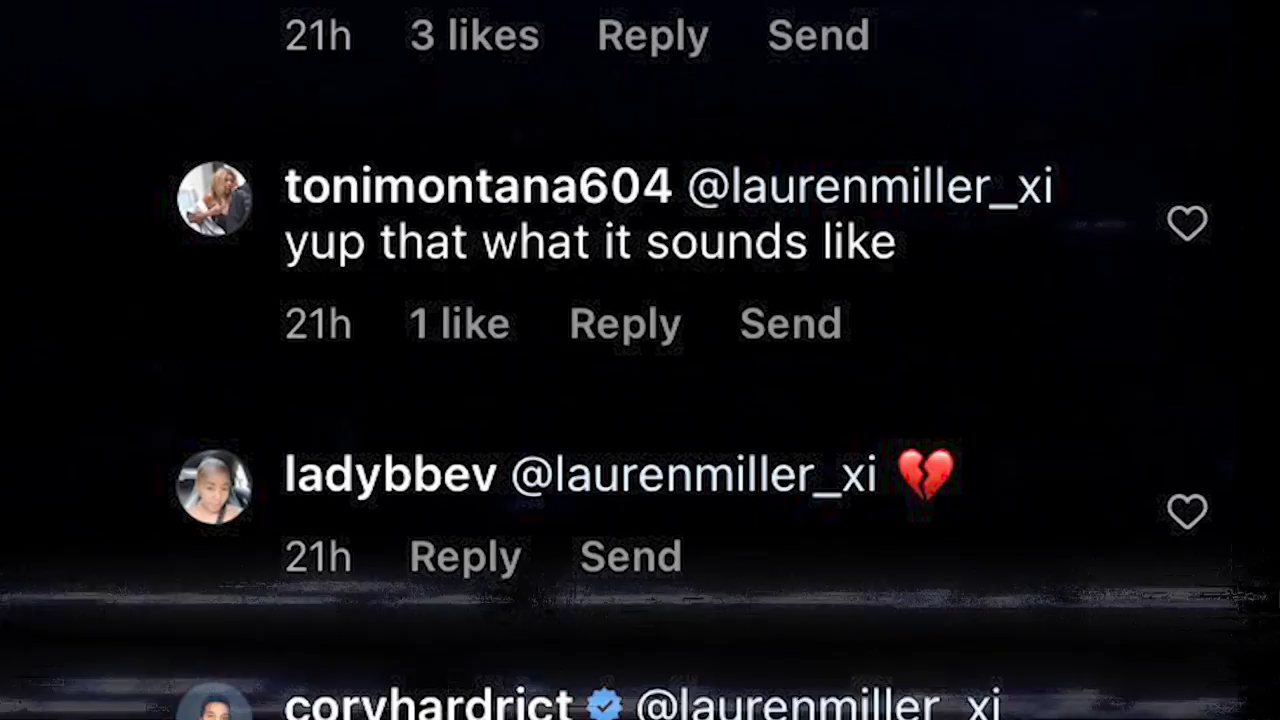 21h 3 likes Reply Send
tonimontana604 @laurenmiller_xi
yup that what it sounds like
21h 1 like Reply Send
ladybbev @laurenmiller_xi 💔
21h Reply Send
coryhardrict @laurenmiller_xi